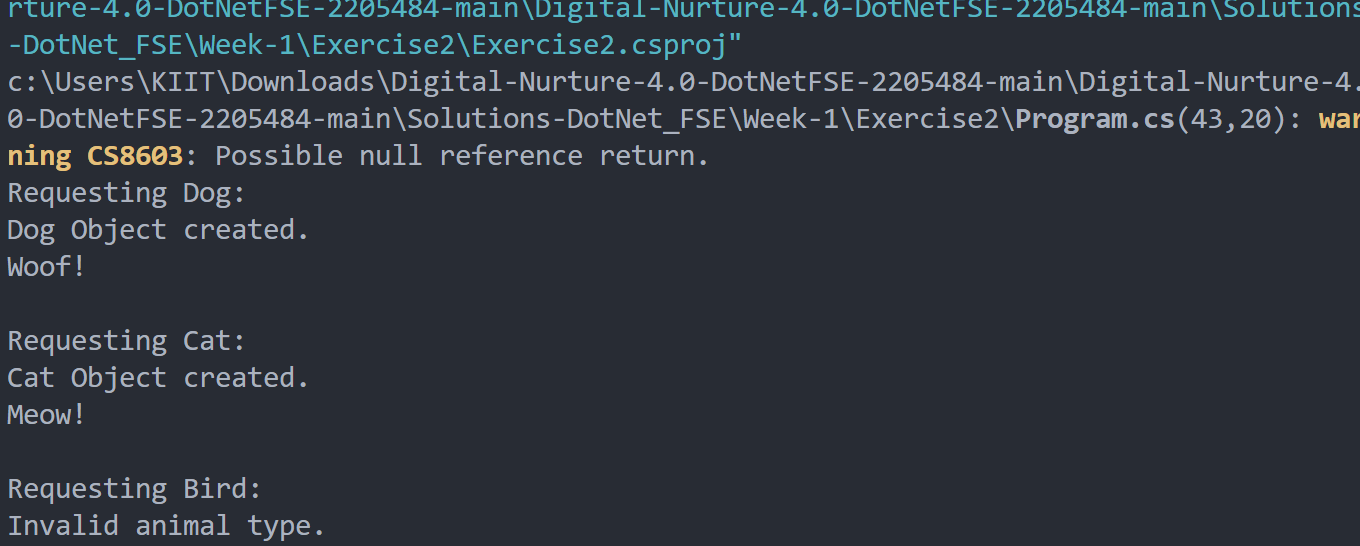 rture-4.0-DotNetFSE-2205484-main\Digital-Nurture-4.0-DotNetFSE-2205484-main\Solutions
-DotNet_FSE\Week-1\Exercise2\Exercise2.csproj"
c:\Users\KIIT\Downloads\Digital-Nurture-4.0-DotNetFSE-2205484-main\Digital-Nurture-4.
0-DotNetFSE-2205484-main\Solutions-DotNet_FSE\Week-1\Exercise2\Program.cs(43,20): war
ning CS8603: Possible null reference return.
Requesting Dog:
Dog Object created.
Woof!
Requesting Cat:
Cat Object created.
Meow!
Requesting Bird:
Invalid animal type.